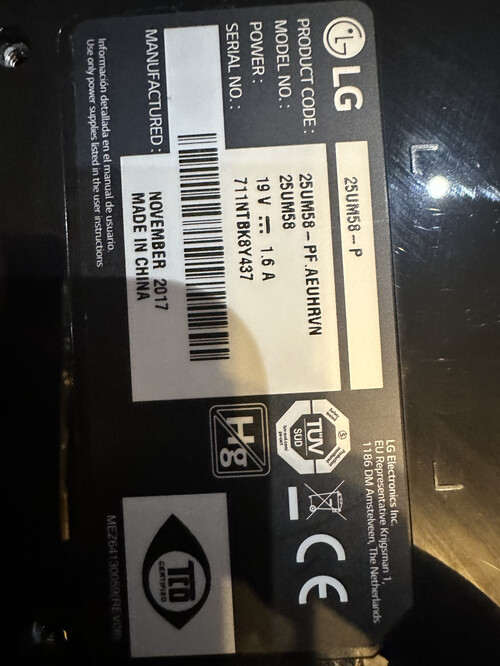 LG
25UM58-P
PRODUCT CODE : 25UM58-PF.AEUHRVN
MODEL NO. : 25UM58
POWER : 19 V ⎓ 1.6 A
SERIAL NO. : 711NTBK8Y437
MANUFACTURED : NOVEMBER 2017
MADE IN CHINA
Información detallada en el manual de usuario.
Use only power supplies listed in the user instructions
LG Electronics Inc.
EU Representative Krijgsman 1,
1186 DM Amstelveen, The Netherlands
TÜV
SÜD
CE
Hg
TCO
CERTIFIED